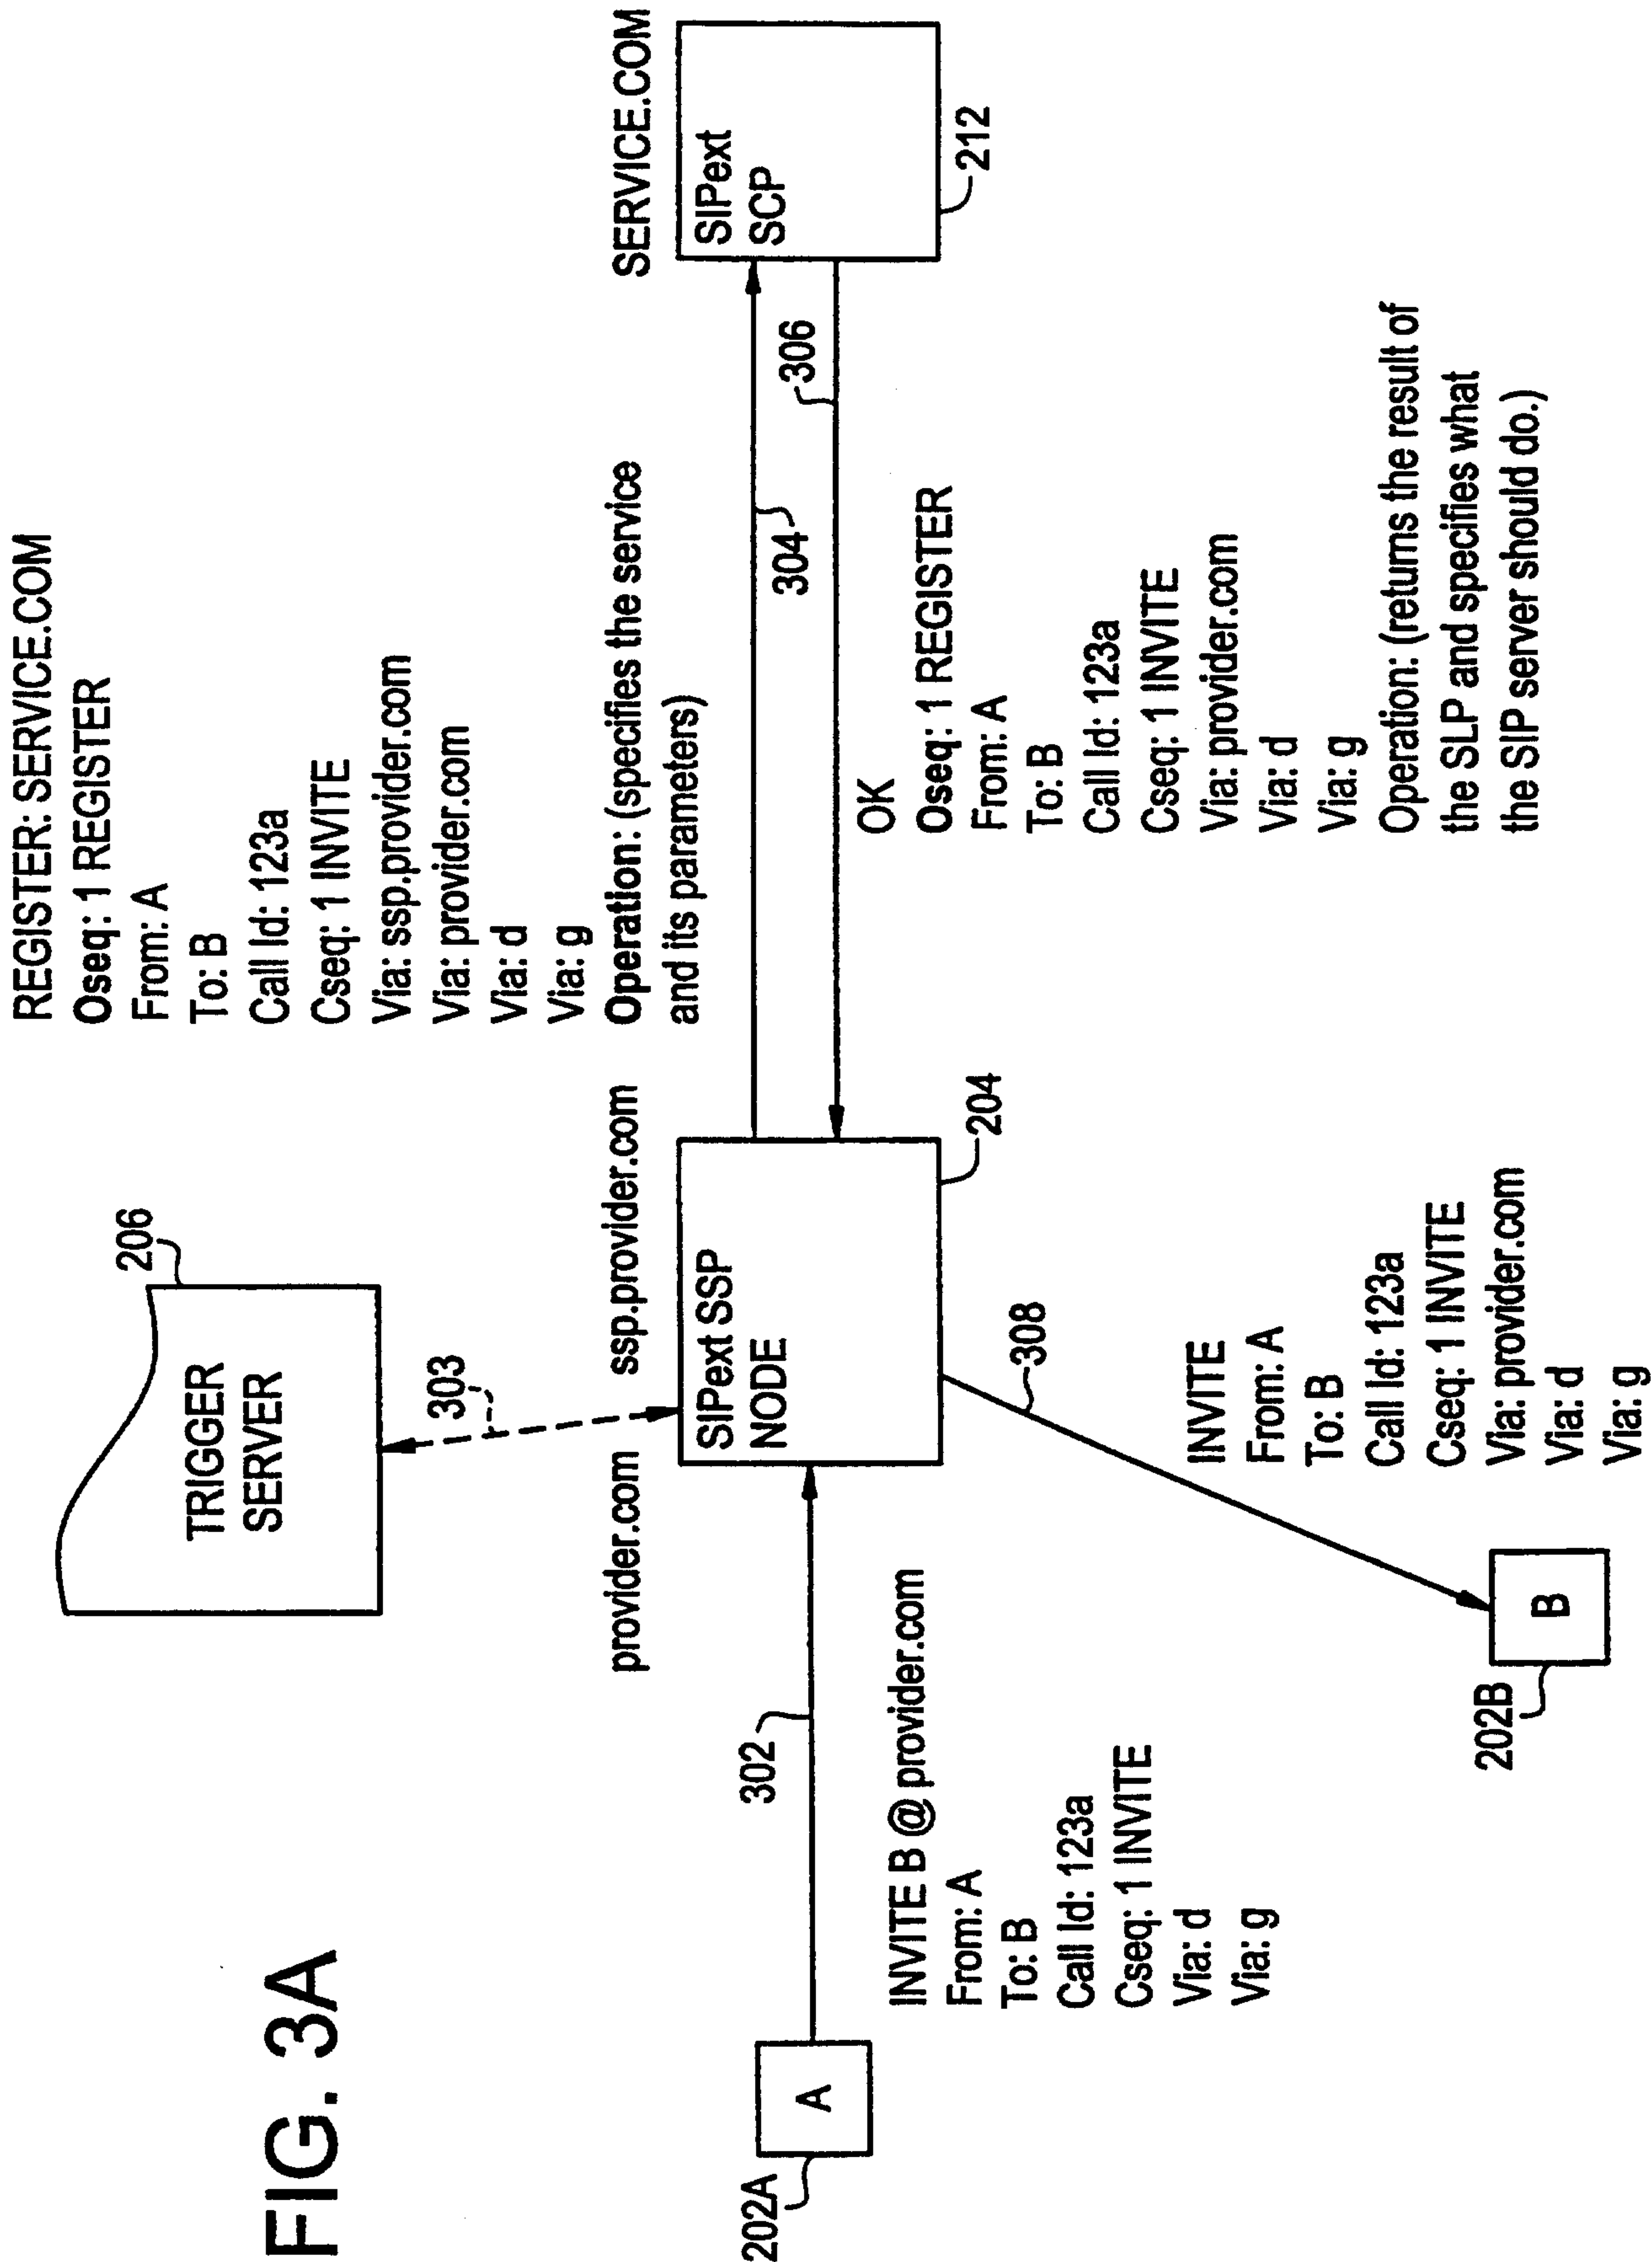 FIG. 3A
TRIGGER
SERVER
206
303
provider.com
ssp.provider.com
SIPext SSP
NODE
204
REGISTER: SERVICE.COM
Oseq: 1 REGISTER
From: A
To: B
Call Id: 123a
Cseq: 1 INVITE
Via: ssp.provider.com
Via: provider.com
Via: d
Via: g
Operation: (specifies the service
and its parameters)
304
306
SERVICE.COM
SIPext
SCP
212
OK
Oseq: 1 REGISTER
From: A
To: B
Call Id: 123a
Cseq: 1 INVITE
Via: provider.com
Via: d
Via: g
Operation: (returns the result of
the SLP and specifies what
the SIP server should do.)
A
202A
302
INVITE B @ provider.com
From: A
To: B
Call Id: 123a
Cseq: 1 INVITE
Via: d
Via: g
308
B
202B
INVITE
From: A
To: B
Call Id: 123a
Cseq: 1 INVITE
Via: provider.com
Via: d
Via: g